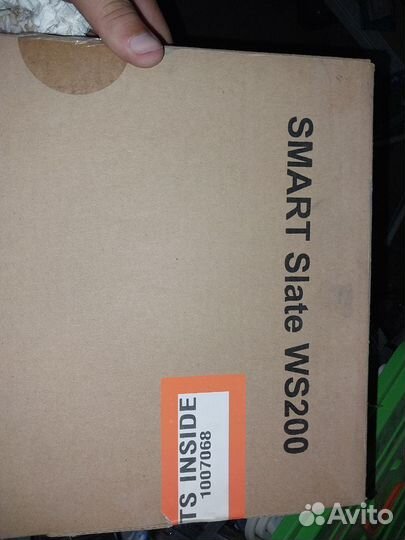 SMART Slate WS200
TS INSIDE
1007068
Avito